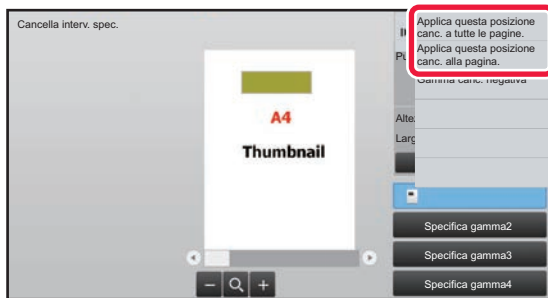 Cancella interv. spec.
Applica questa posizione
canc. a tutte le pagine.
Applica questa posizione
canc. alla pagina.
Gamma canc. negativa
A4
Thumbnail
Specifica gamma2
Specifica gamma3
Specifica gamma4